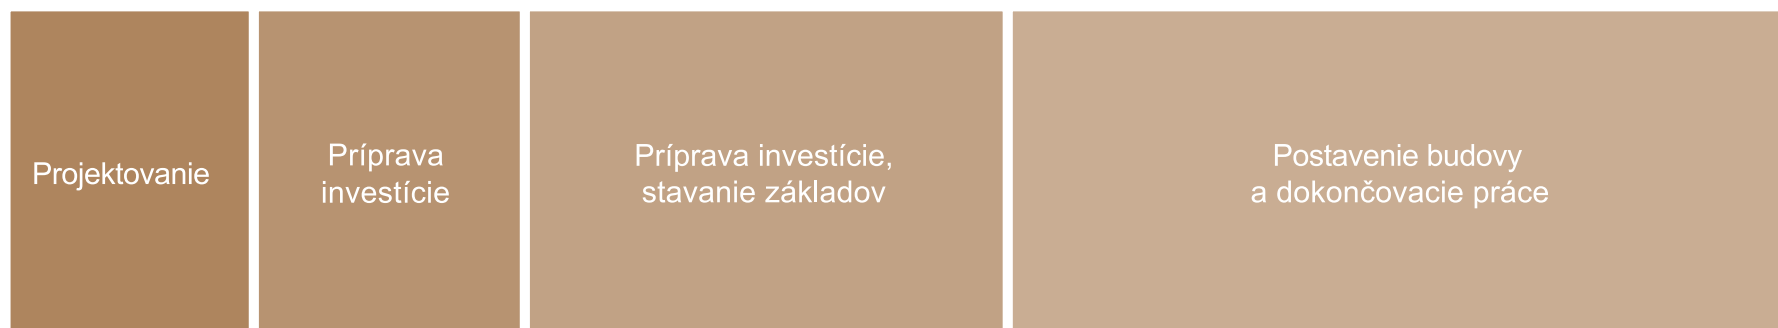 Projektovanie
Príprava
investície
Príprava investície,
stavanie základov
Postavenie budovy
a dokončovacie práce